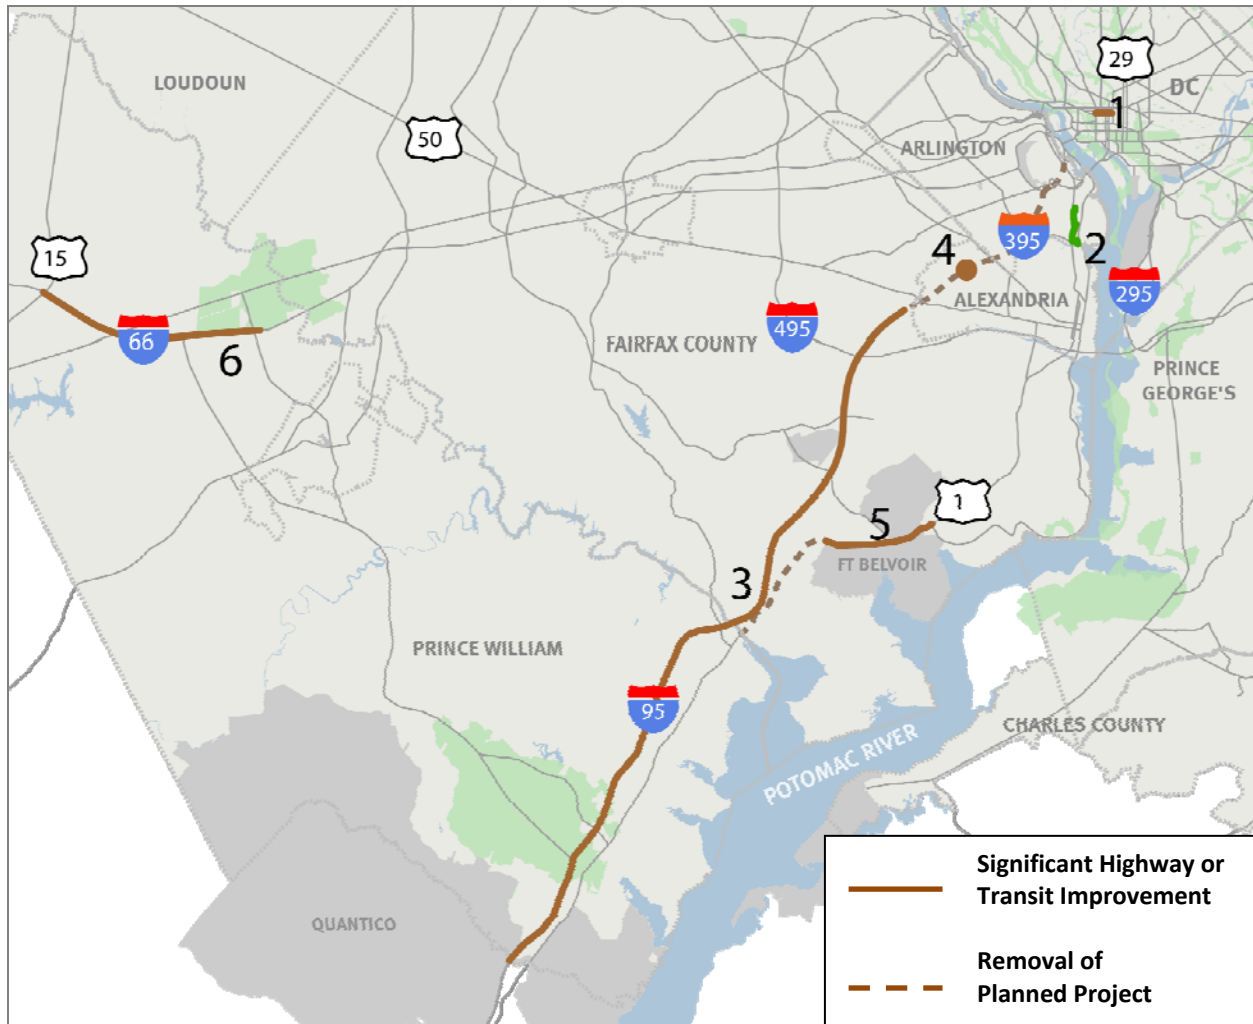 29
LOUDOUN
DC
1
50
ARLINGTON
15
4
395
2
295
ALEXANDRIA
495
66
6
FAIRFAX COUNTY
PRINCE
GEORGE'S
1
5
FT BELVOIR
3
PRINCE WILLIAM
95
CHARLES COUNTY
POTOMAC RIVER
QUANTICO
Significant Highway or
Transit Improvement
Removal of
Planned Project